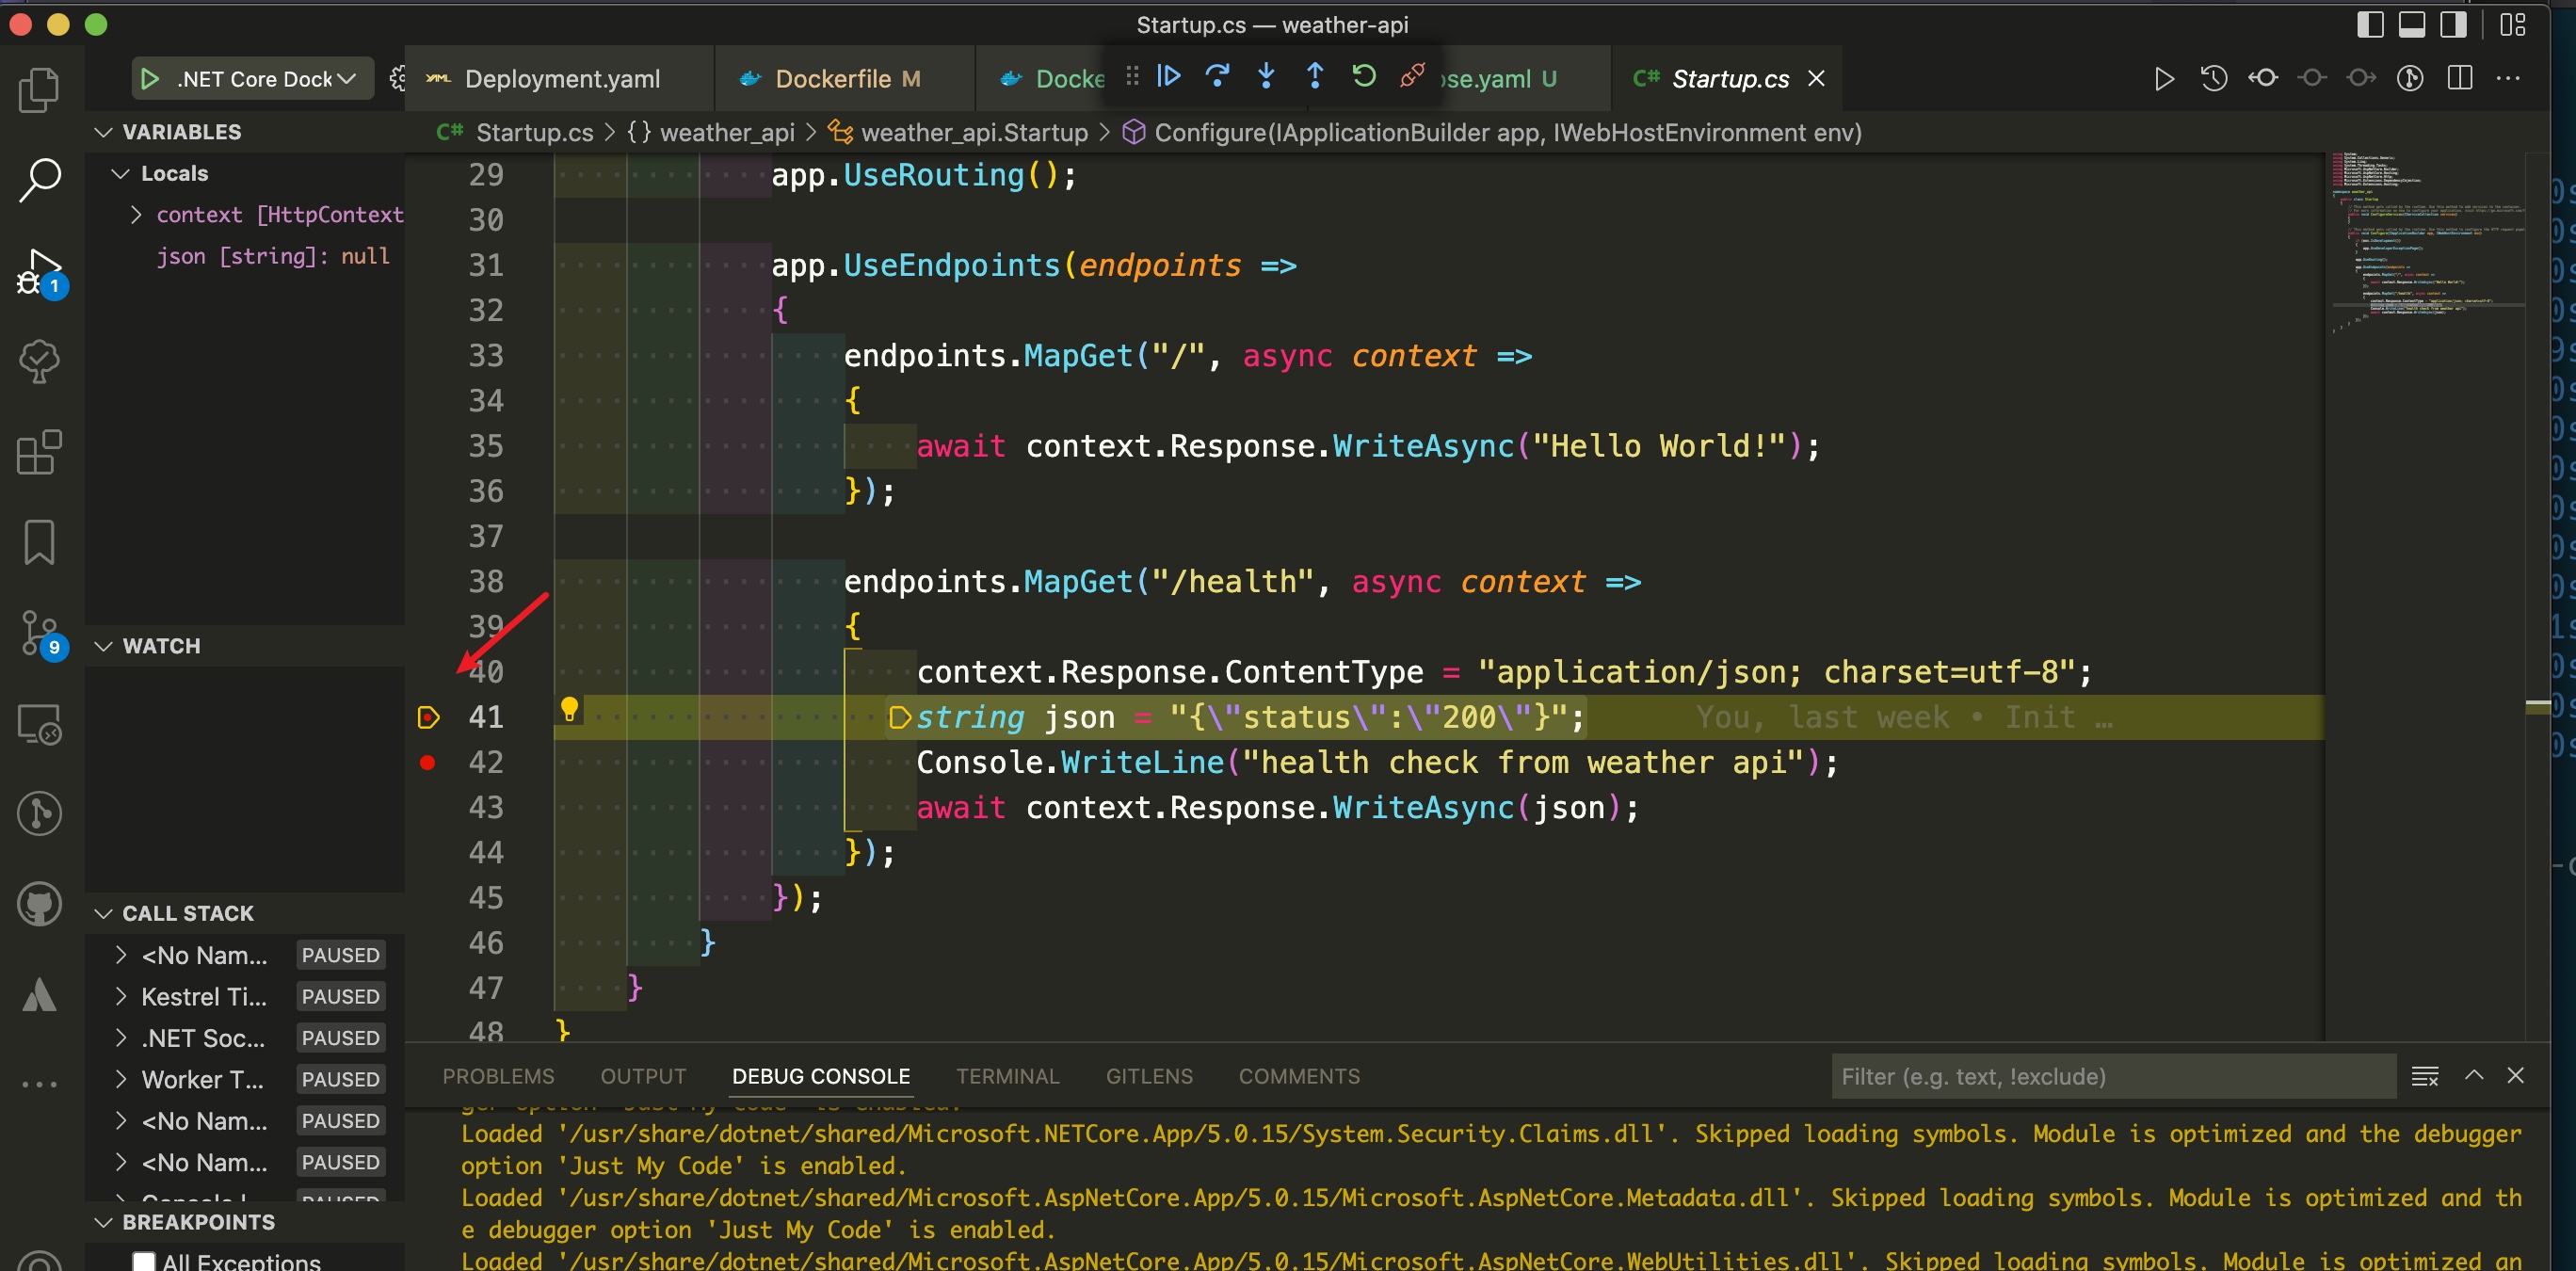 Startup.cs — weather-api
.NET Core Dock
Deployment.yaml
Dockerfile M
Docke
ose.yaml U
C# Startup.cs
C# Startup.cs > {} weather_api > weather_api.Startup > Configure(IApplicationBuilder app, IWebHostEnvironment env)
VARIABLES
Locals
context [HttpContext
json [string]: null
1
9
WATCH
CALL STACK
<No Nam... PAUSED
Kestrel Ti... PAUSED
.NET Soc... PAUSED
Worker T... PAUSED
<No Nam... PAUSED
<No Nam... PAUSED
BREAKPOINTS
All Exceptions
29 app.UseRouting();
30
31 app.UseEndpoints(endpoints =>
32 {
33 endpoints.MapGet("/", async context =>
34 {
35 await context.Response.WriteAsync("Hello World!");
36 });
37
38 endpoints.MapGet("/health", async context =>
39 {
40 context.Response.ContentType = "application/json; charset=utf-8";
41 string json = "{\"status\":\"200\"}"; You, last week • Init …
42 Console.WriteLine("health check from weather api");
43 await context.Response.WriteAsync(json);
44 });
45 });
46 }
47 }
48 }
PROBLEMS OUTPUT DEBUG CONSOLE TERMINAL GITLENS COMMENTS
Filter (e.g. text, !exclude)
Loaded '/usr/share/dotnet/shared/Microsoft.NETCore.App/5.0.15/System.Security.Claims.dll'. Skipped loading symbols. Module is optimized and the debugger
option 'Just My Code' is enabled.
Loaded '/usr/share/dotnet/shared/Microsoft.AspNetCore.App/5.0.15/Microsoft.AspNetCore.Metadata.dll'. Skipped loading symbols. Module is optimized and th
e debugger option 'Just My Code' is enabled.
Loaded '/usr/share/dotnet/shared/Microsoft.AspNetCore.App/5.0.15/Microsoft.AspNetCore.WebUtilities.dll'. Skipped loading symbols. Module is optimized an